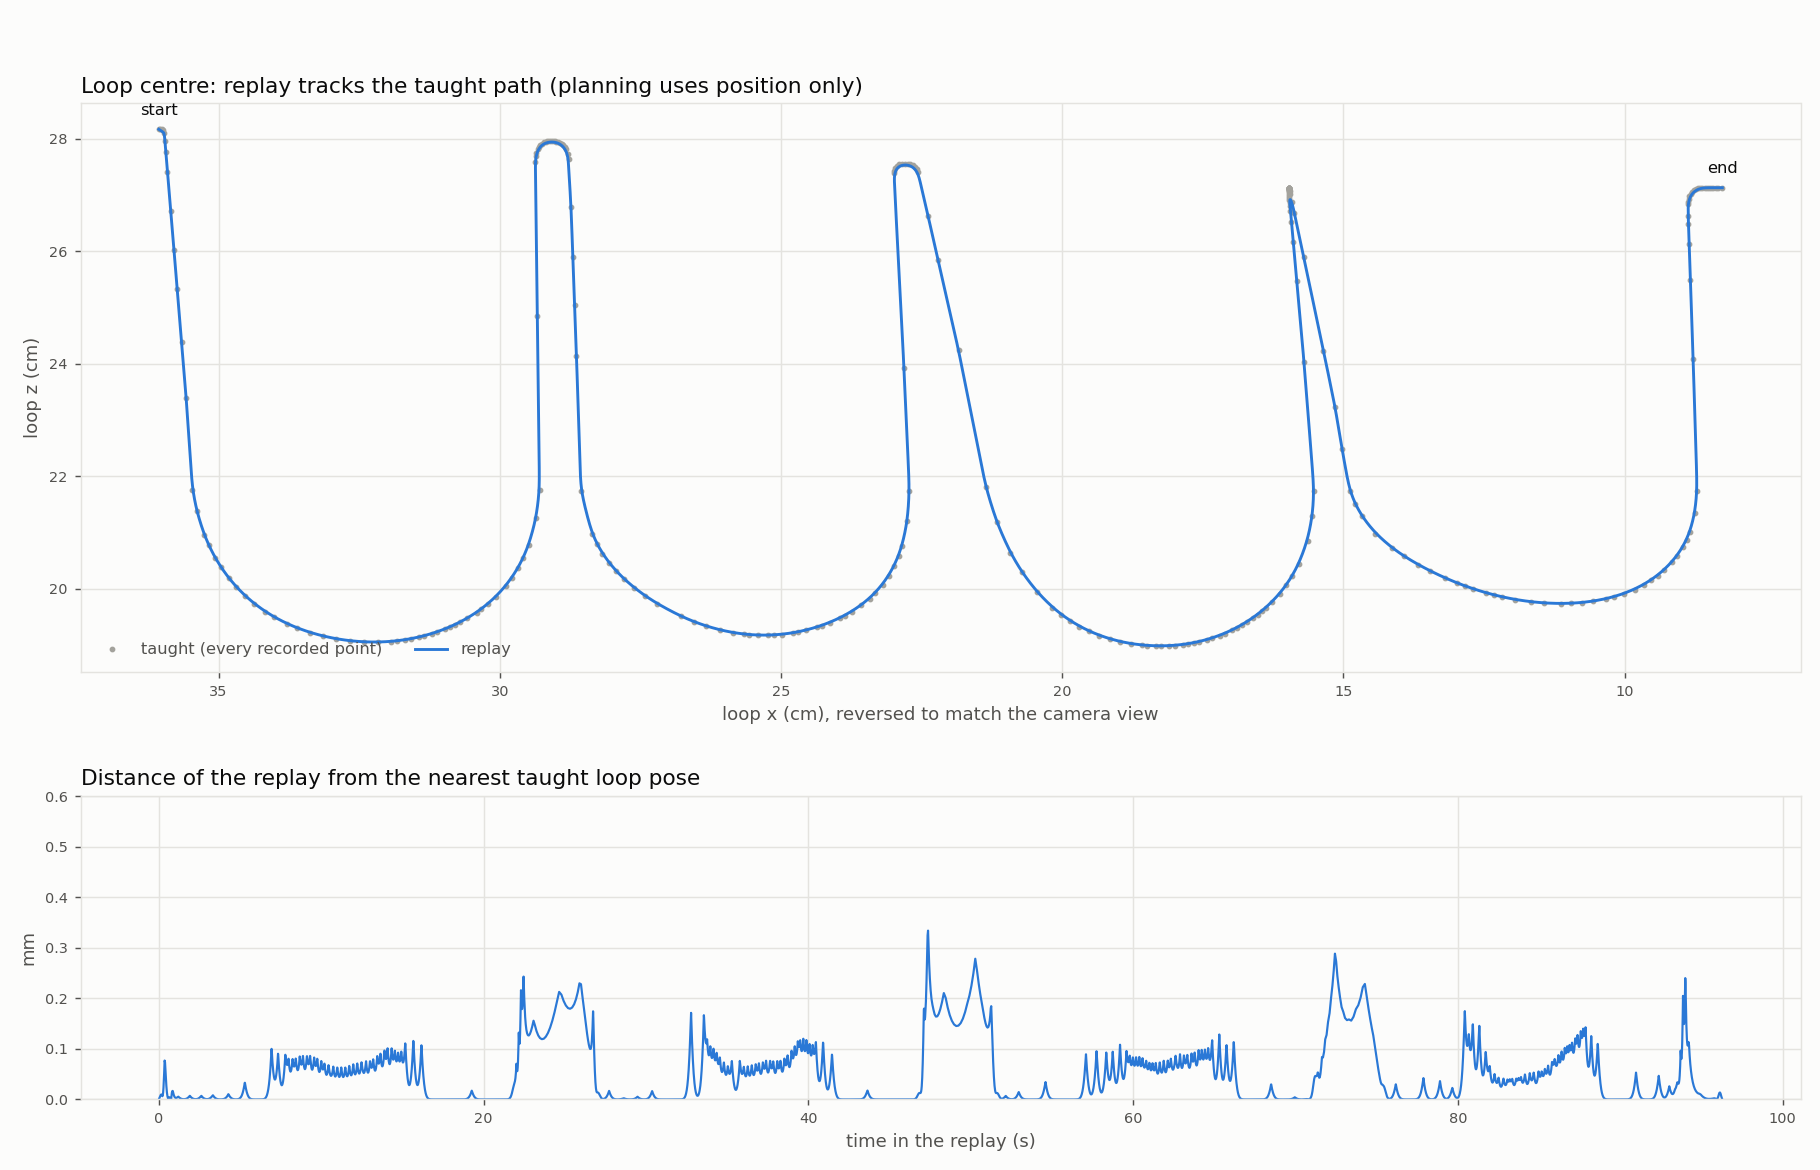 Loop centre: replay tracks the taught path (planning uses position only)
start
end
28
26
24
22
20
loop z (cm)
taught (every recorded point)
replay
35
30
25
20
15
10
loop x (cm), reversed to match the camera view
Distance of the replay from the nearest taught loop pose
0.6
0.5
0.4
0.3
0.2
0.1
0.0
mm
0
20
40
60
80
100
time in the replay (s)